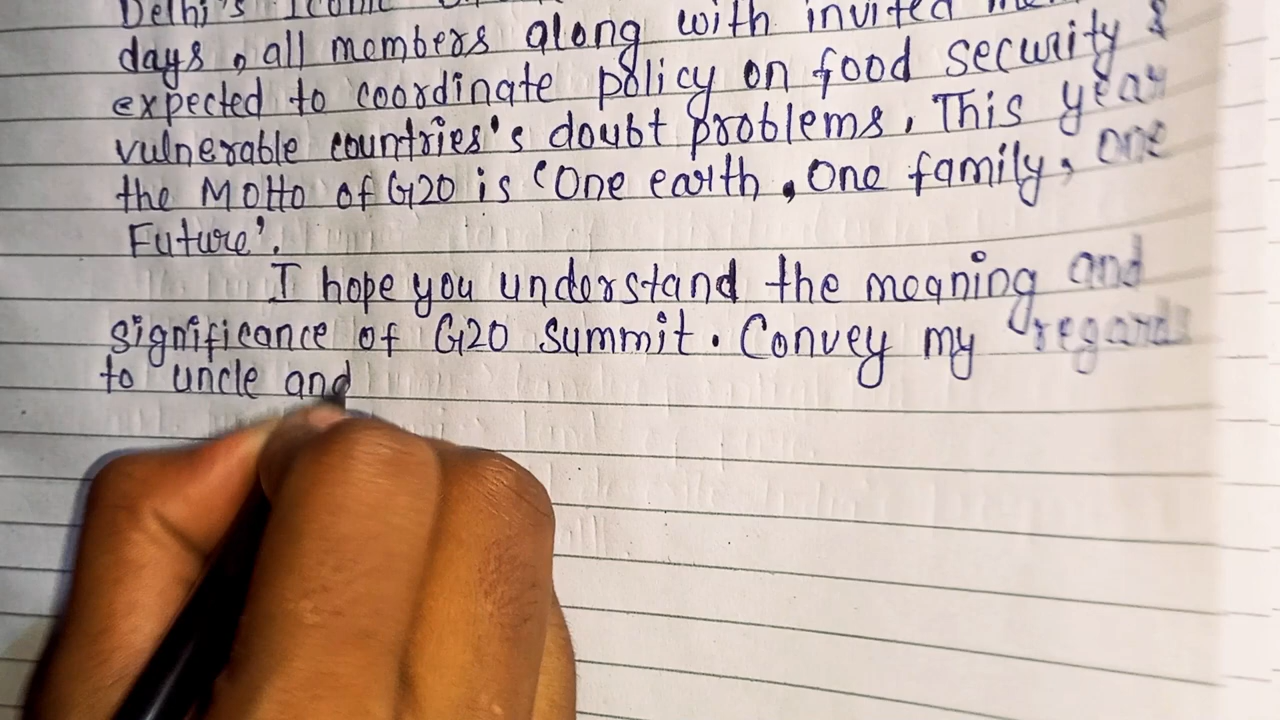 Delhi's Iconic
days, all members along with invited
expected to coordinate policy on food security &
vulnerable countries's doubt problems, This year
the Motto of G20 is 'One earth, One family, One
Future'.
I hope you understand the meaning and
significance of G20 Summit. Convey my regards
to uncle and